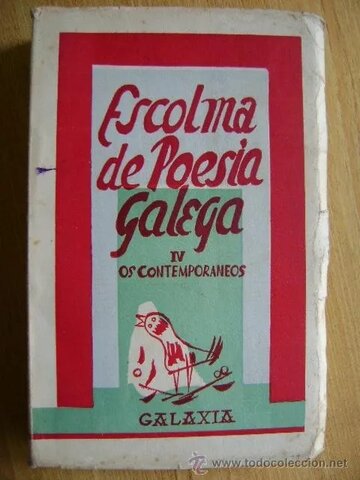 Escolma
de Poesia
Galega
IV
OS CONTEMPORANEOS
GALAXIA
© www.todocoleccion.net